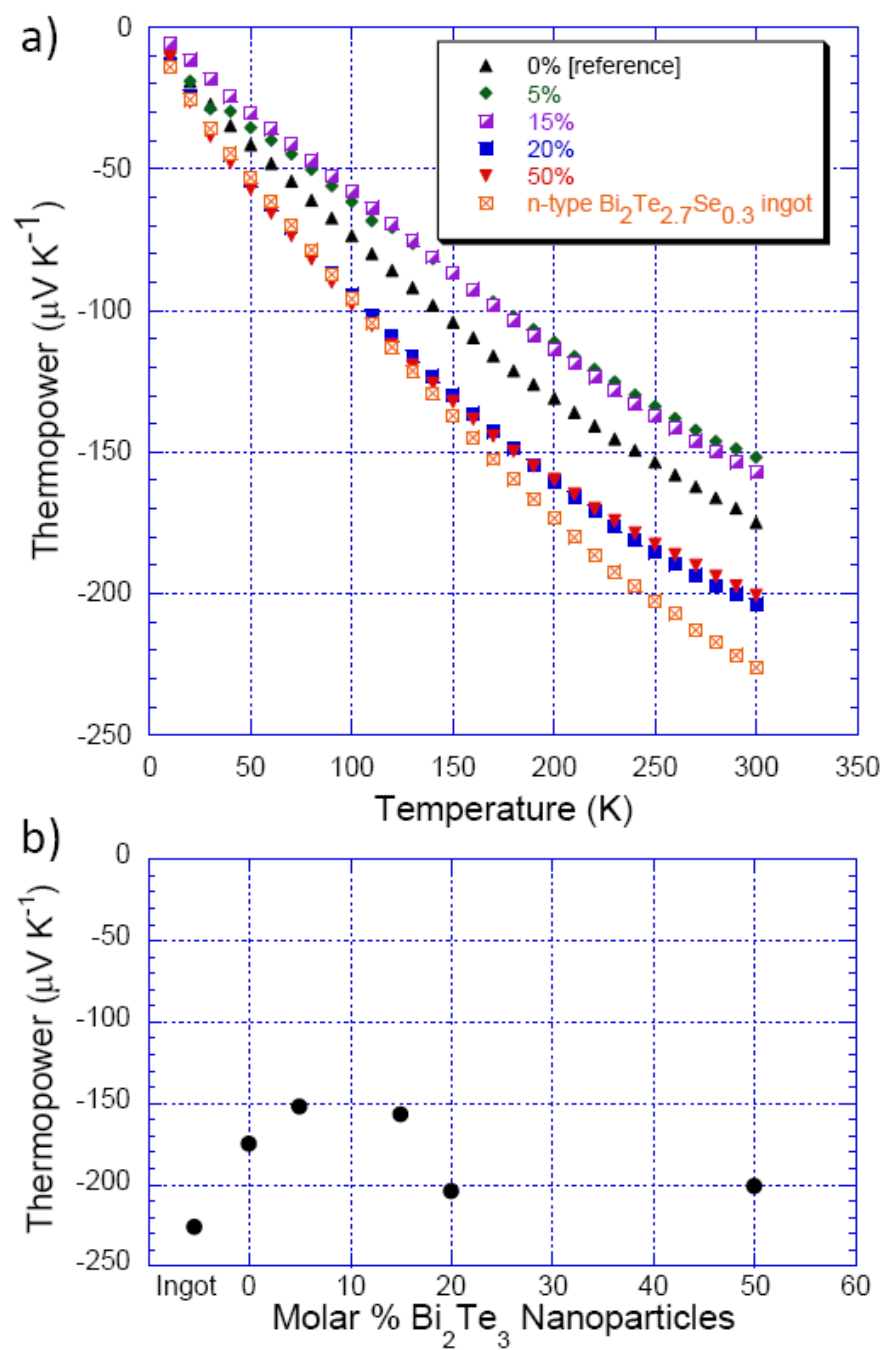 a)
0
-50
-100
-150
-200
-250
Thermopower (μV K⁻¹)
0% [reference]
5%
15%
20%
50%
n-type Bi₂Te₂.₇Se₀.₃ ingot
0 50 100 150 200 250 300 350
Temperature (K)
b)
0
-50
-100
-150
-200
-250
Thermopower (μV K⁻¹)
Ingot 0 10 20 30 40 50 60
Molar % Bi₂Te₃ Nanoparticles